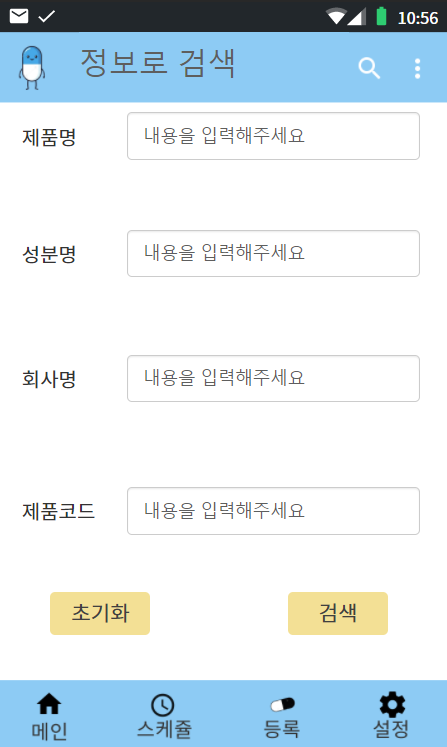 10:56
정보로 검색
제품명 내용을 입력해주세요
성분명 내용을 입력해주세요
회사명 내용을 입력해주세요
제품코드 내용을 입력해주세요
초기화 검색
메인 스케쥴 등록 설정